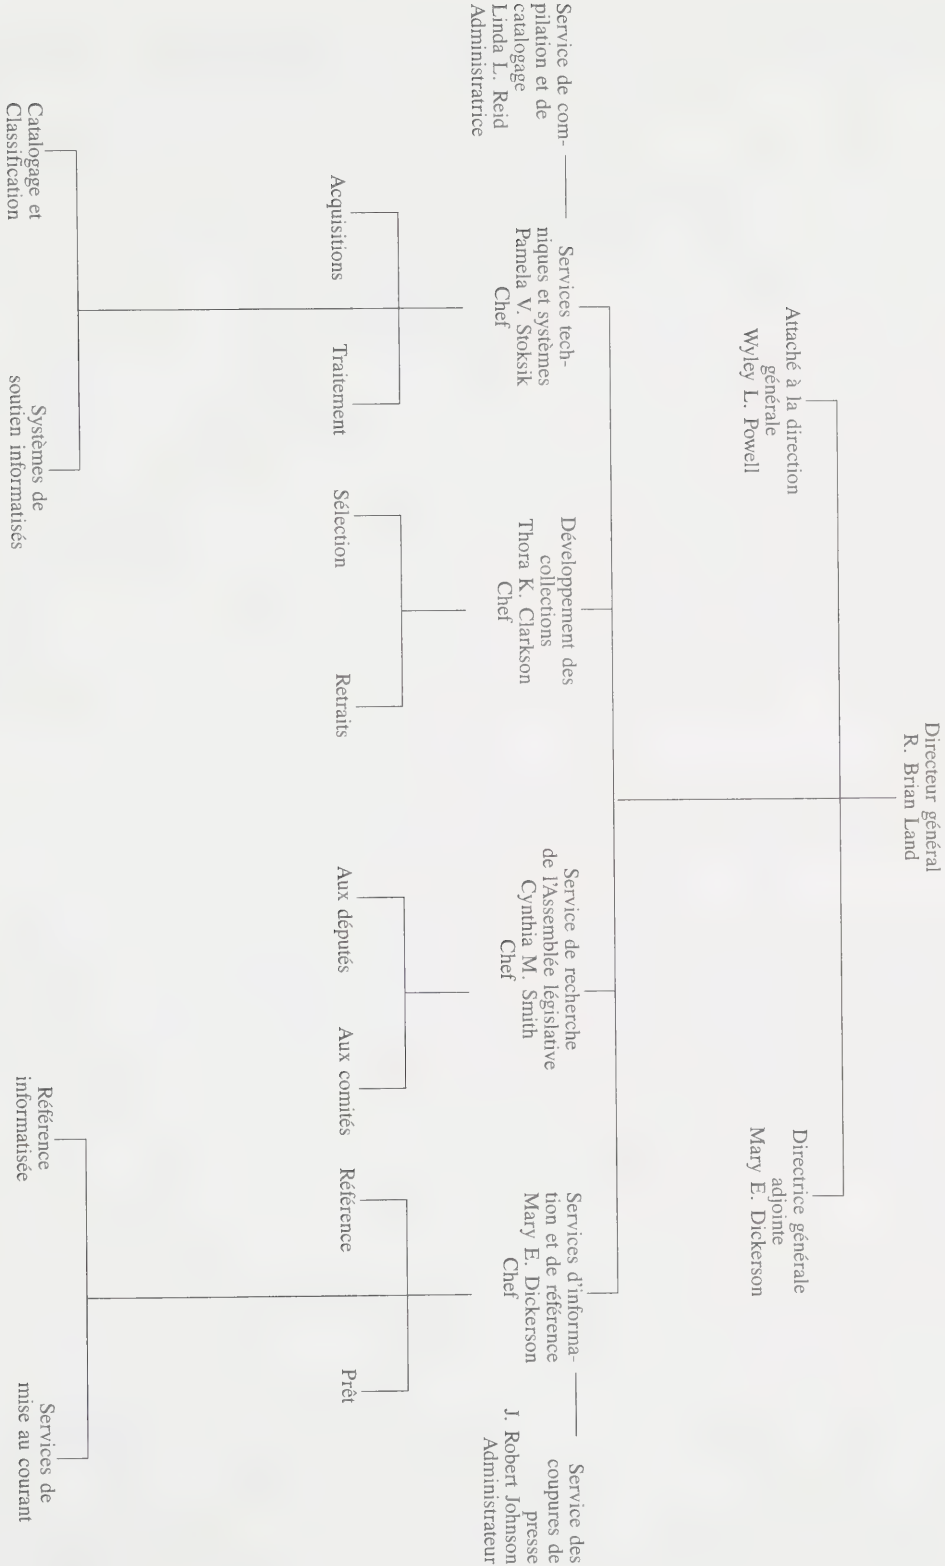 Directeur général
R. Brian Land
Attaché à la direction
générale
Wyley L. Powell
Directrice générale
adjointe
Mary E. Dickerson
Service de com-
pilation et de
catalogage
Linda L. Reid
Administratrice
Services tech-
niques et systèmes
Pamela V. Stoksik
Chef
Développement des
collections
Thora K. Clarkson
Chef
Service de recherche
de l'Assemblée législative
Cynthia M. Smith
Chef
Services d'informa-
tion et de référence
Mary E. Dickerson
Chef
Service des
coupures de
presse
J. Robert Johnson
Administrateur
Acquisitions
Traitement
Sélection
Retraits
Aux députés
Aux comités
Référence
Prêt
Catalogage et
Classification
Systèmes de
soutien informatisés
Référence
informatisée
Services de
mise au courant